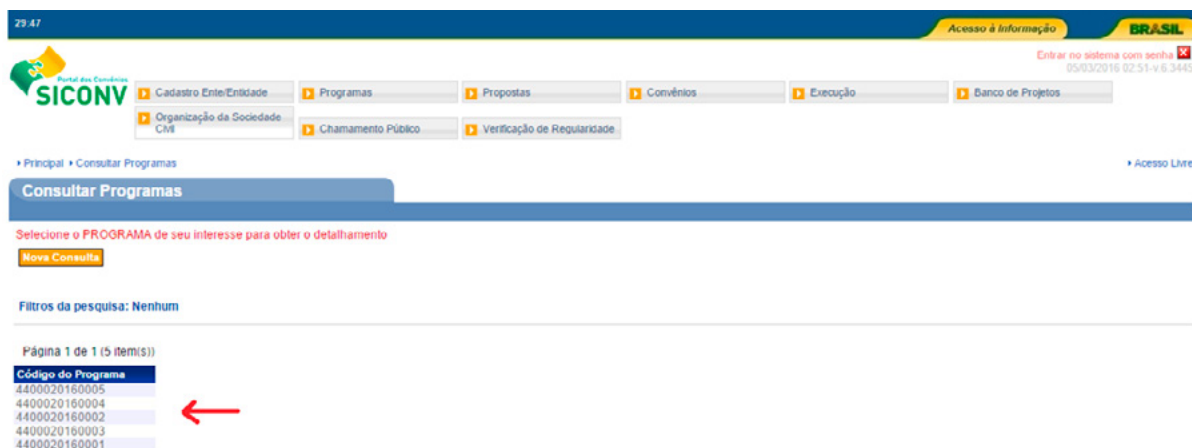 29:47
Acesso à Informação
BRASIL
Entrar no sistema com senha
05/03/2016 02:51-v.6.3445
Portal dos Convênios
SICONV
Cadastro Ente/Entidade
Programas
Propostas
Convênios
Execução
Banco de Projetos
Organização da Sociedade
Civil
Chamamento Público
Verificação de Regularidade
Principal Consultar Programas
Acesso Livre
Consultar Programas
Selecione o PROGRAMA de seu interesse para obter o detalhamento
Nova Consulta
Filtros da pesquisa: Nenhum
Página 1 de 1 (5 item(s))
Código do Programa
4400020160005
4400020160004
4400020160002
4400020160003
4400020160001